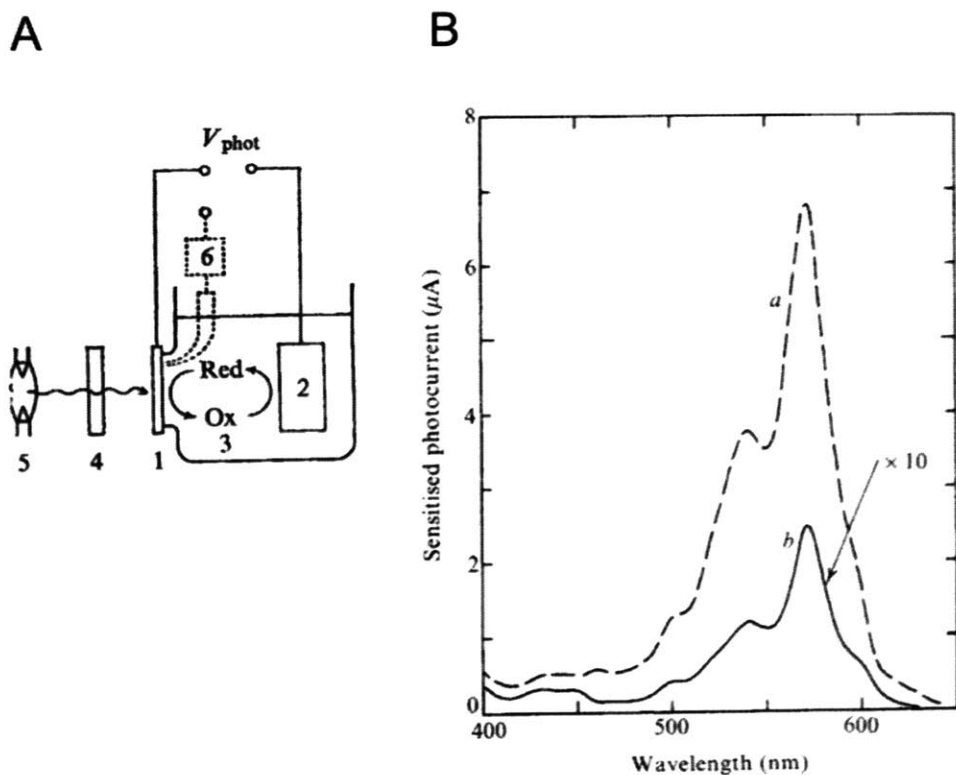 A
B
V phot
6
Red
Ox
3
2
5
4
1
8
6
4
2
0
Sensitised photocurrent (μA)
a
b
× 10
400
500
600
Wavelength (nm)